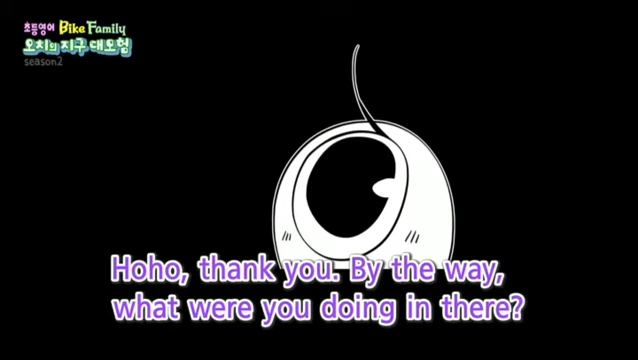 초등영어 Bike Family
오치의 지구 대모험
season2
Hoho, thank you. By the way,
what were you doing in there?